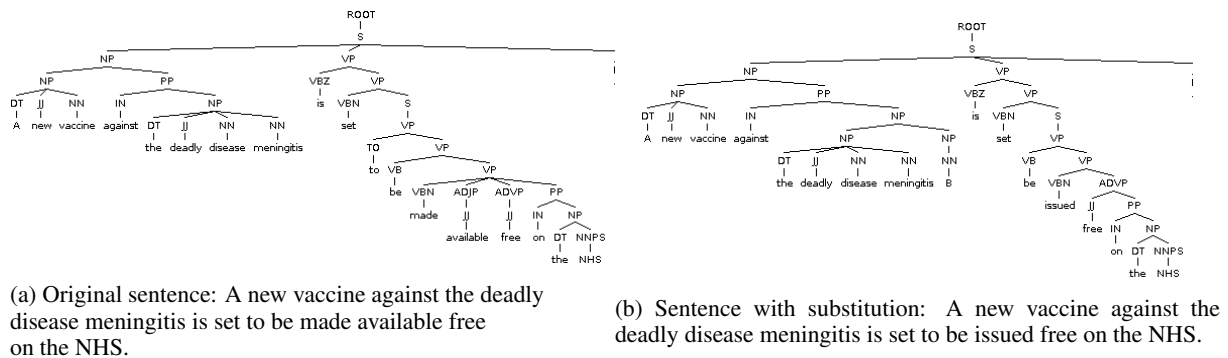 ROOT
S
NP VP
NP PP VBZ VP
DT JJ NN IN NP is VBN S
A new vaccine against DT JJ NN NN set VP
the deadly disease meningitis TO VP
to VB VP
be VBN ADJP ADVP PP
made JJ JJ IN NP
available free on DT NNPS
the NHS
(a) Original sentence: A new vaccine against the deadly
disease meningitis is set to be made available free
on the NHS.
ROOT
S
NP VP
NP PP VBZ VP
DT JJ NN IN NP is VBN S
A new vaccine against NP NP set VP
DT JJ NN NN NN VB VP
the deadly disease meningitis B be VBN ADVP
issued JJ PP
free IN NP
on DT NNPS
the NHS
(b) Sentence with substitution: A new vaccine against the
deadly disease meningitis is set to be issued free on the NHS.